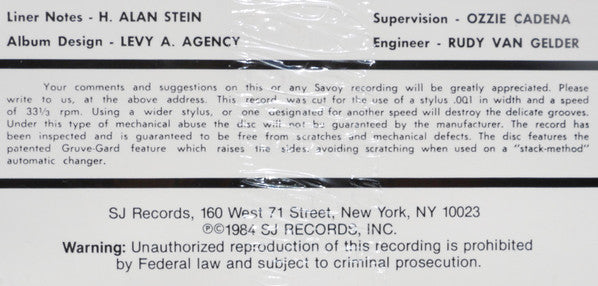 Liner Notes - H. ALAN STEIN
Supervision - OZZIE CADENA
Album Design - LEVY A. AGENCY
Engineer - RUDY VAN GELDER
Your comments and suggestions on this or any Savoy recording will be greatly appreciated. Please
write to us, at the above address. This record was cut for the use of a stylus .001 in width and a speed
of 33⅓ rpm. Using a wider stylus, or one designated for another speed will destroy the delicate grooves.
Under this type of mechanical abuse the disc will not be guaranteed by the manufacturer. The record has
been inspected and is guaranteed to be free from scratches and mechanical defects. The disc features the
patented Gruve-Gard feature which raises the sides, avoiding scratching when used on a "stack-method"
automatic changer.
SJ Records, 160 West 71 Street, New York, NY 10023
℗©1984 SJ RECORDS, INC.
Warning: Unauthorized reproduction of this recording is prohibited
by Federal law and subject to criminal prosecution.